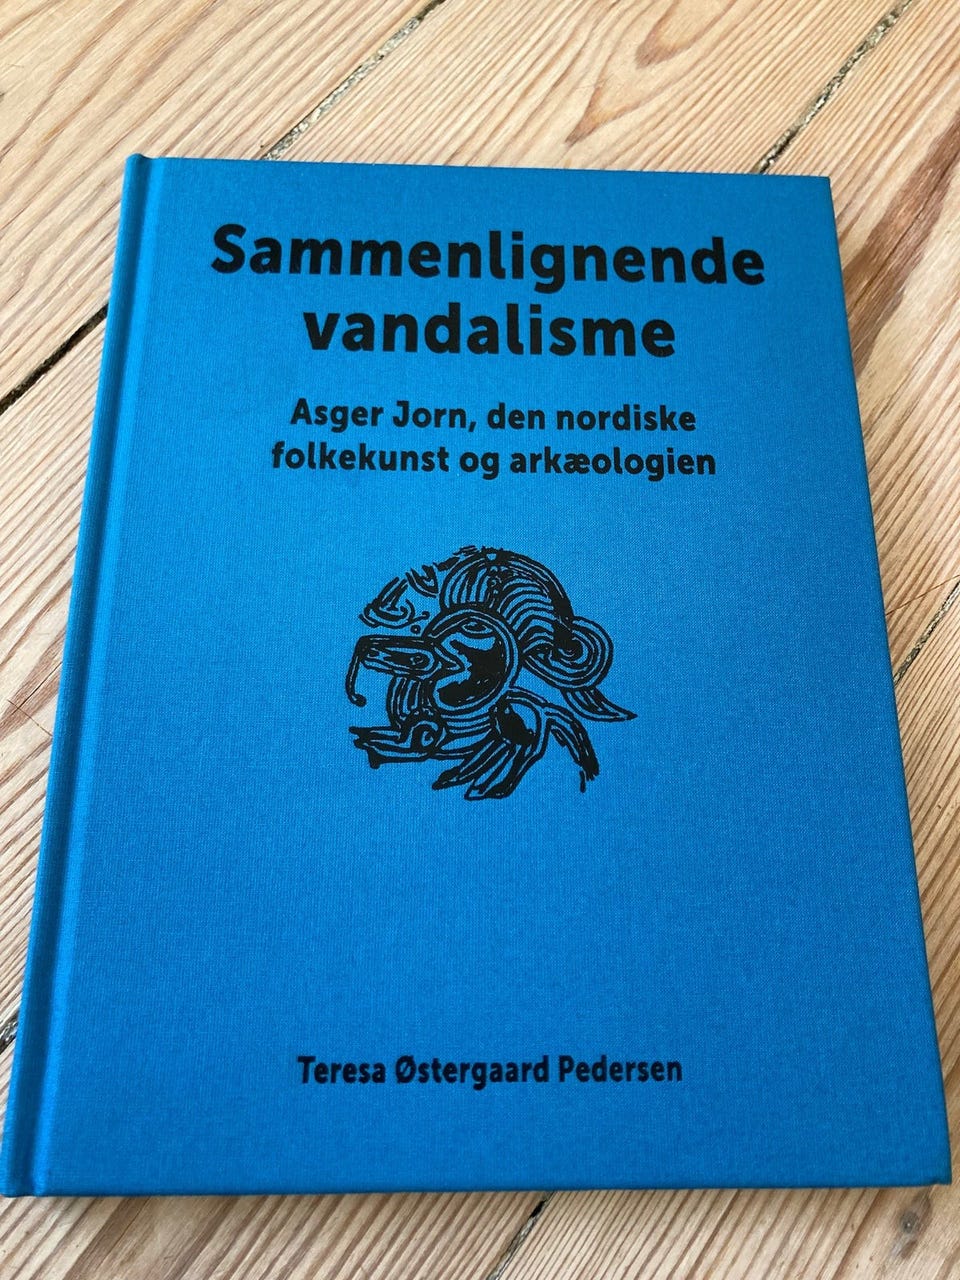 Sammenlignende
vandalisme
Asger Jorn, den nordiske
folkekunst og arkæologien
Teresa Østergaard Pedersen